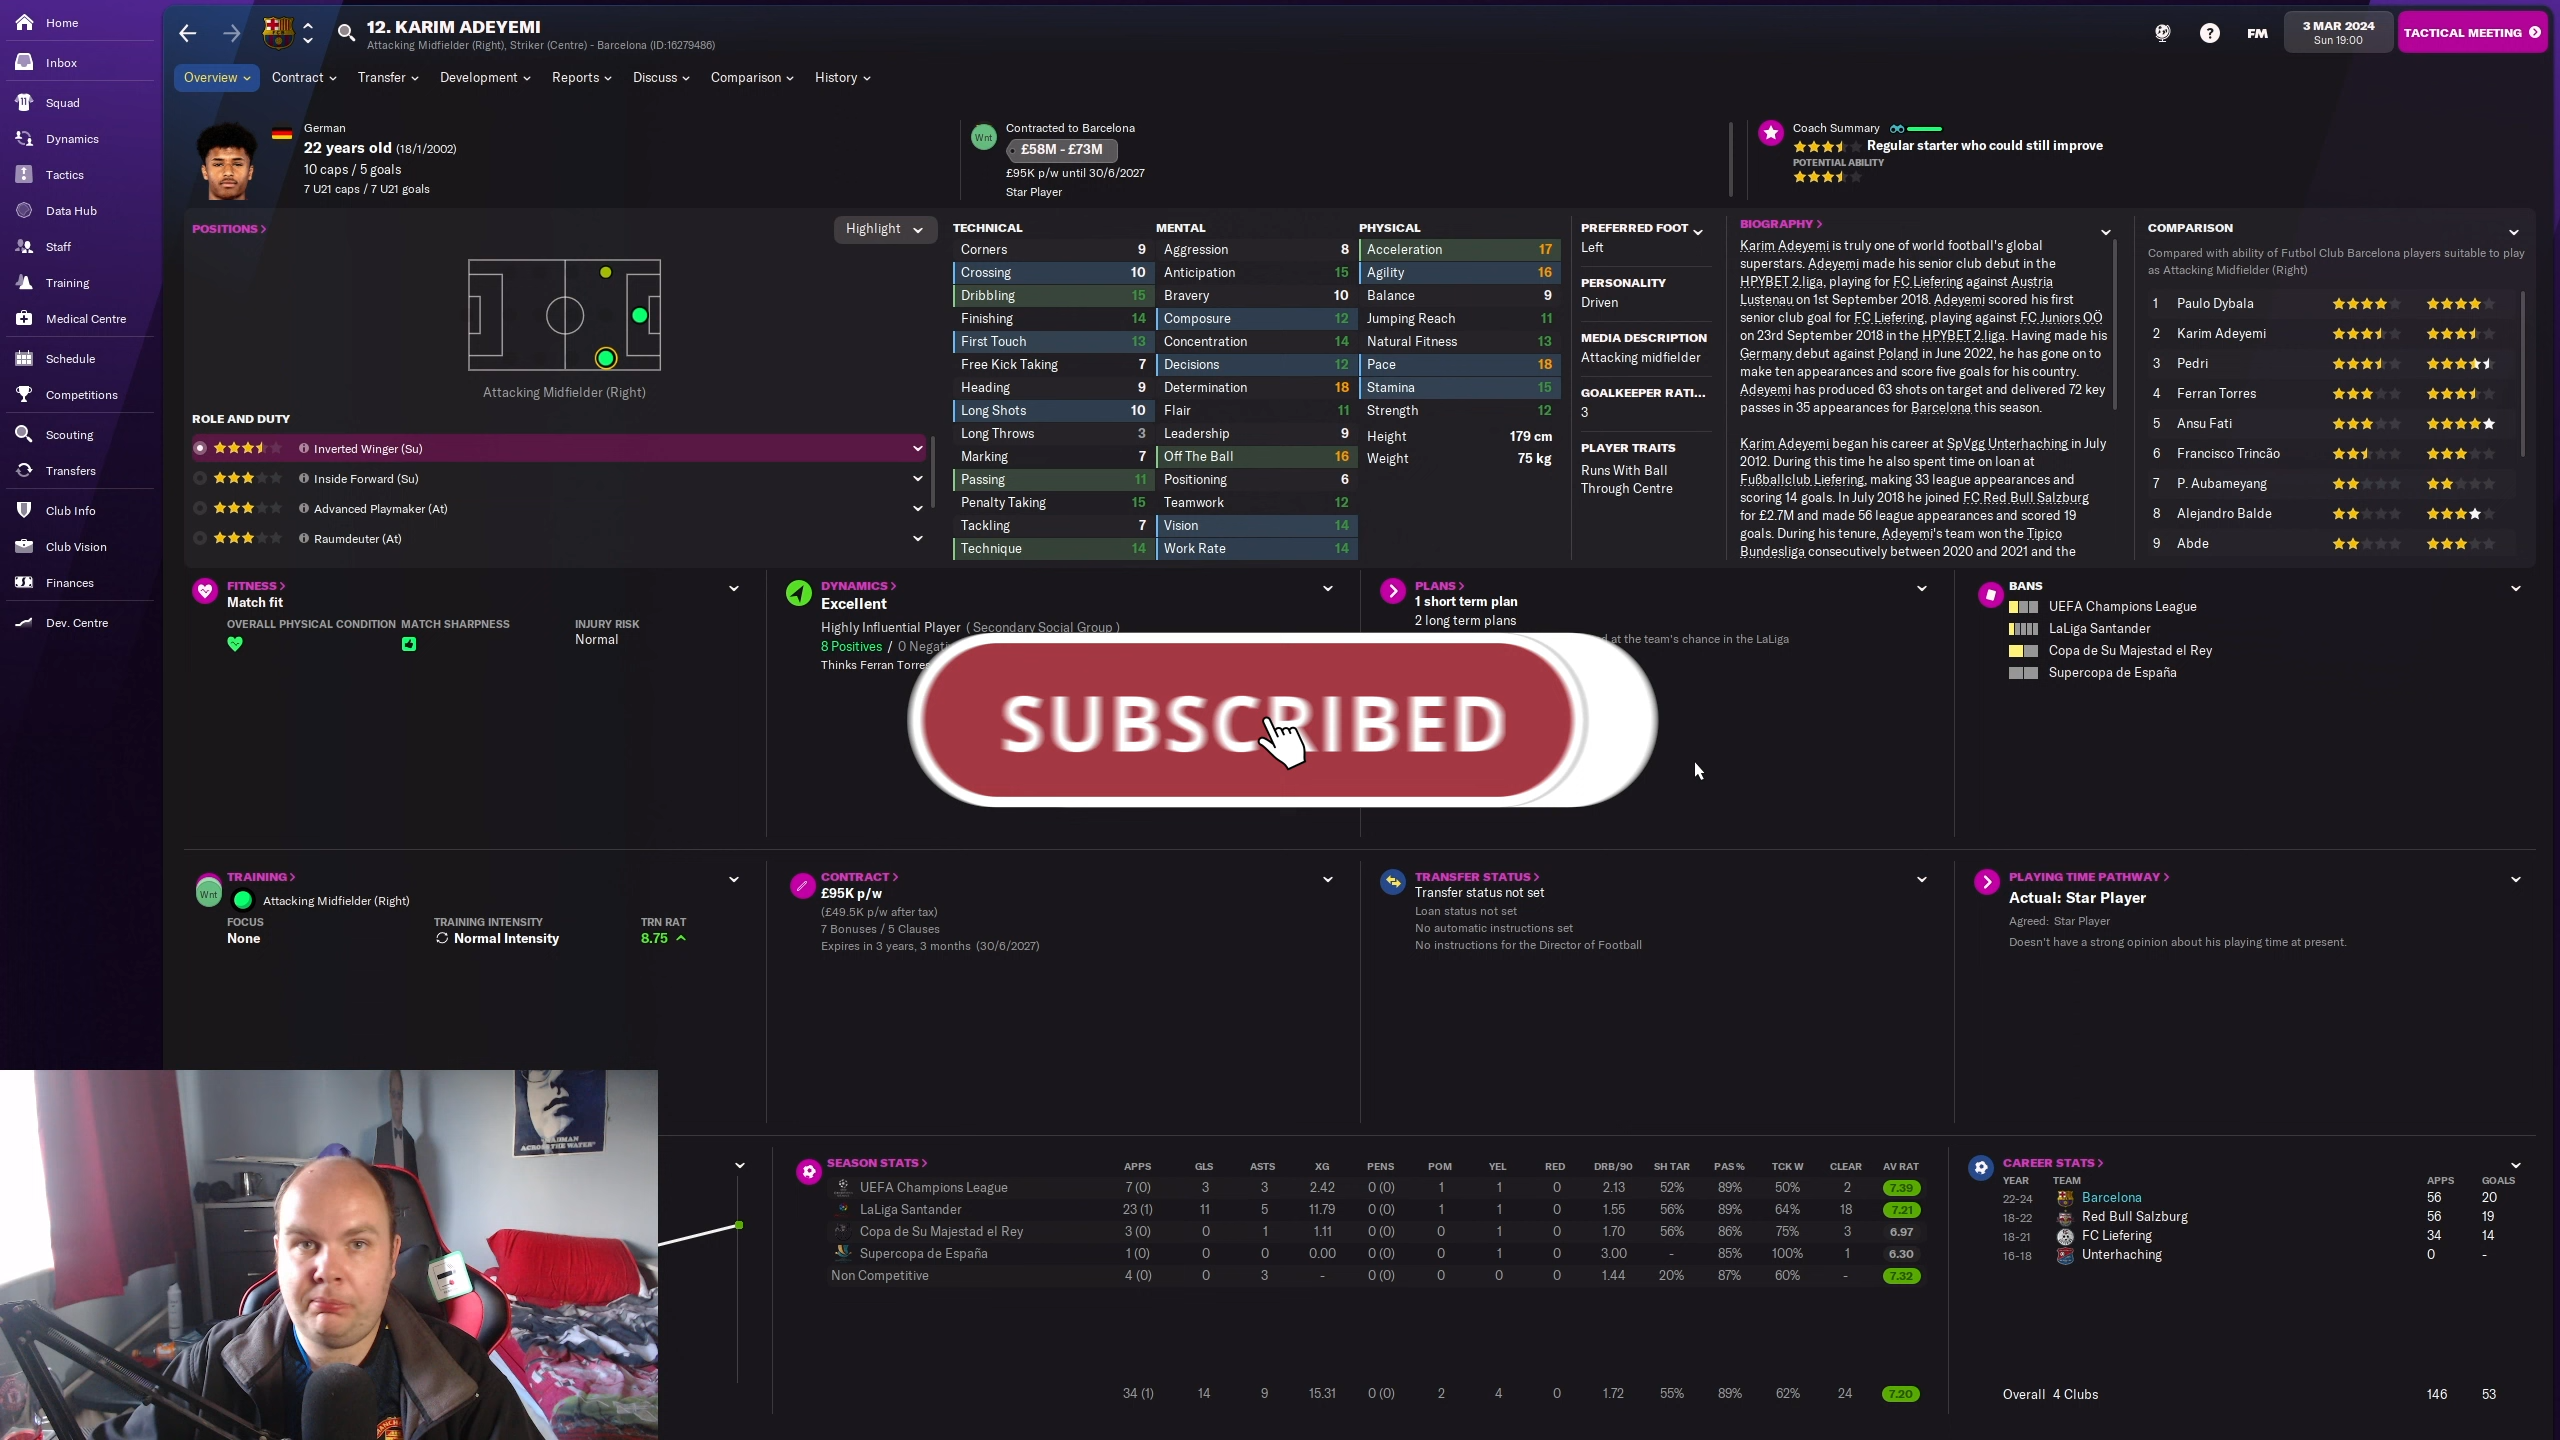 Home
Inbox
Squad
Dynamics
Tactics
Data Hub
Staff
Training
Medical Centre
Schedule
Competitions
Scouting
Transfers
Club Info
Club Vision
Finances
Dev. Centre
12. KARIM ADEYEMI
Attacking Midfielder (Right), Striker (Centre) - Barcelona (ID:16279486)
FM
3 MAR 2024
Sun 19:00
TACTICAL MEETING
Overview Contract Transfer Development Reports Discuss Comparison History
German
22 years old (18/1/2002)
10 caps / 5 goals
7 U21 caps / 7 U21 goals
Wnt
Contracted to Barcelona
£58M - £73M
£95K p/w until 30/6/2027
Star Player
Coach Summary
Regular starter who could still improve
POTENTIAL ABILITY
POSITIONS >
Highlight
Attacking Midfielder (Right)
ROLE AND DUTY
Inverted Winger (Su)
Inside Forward (Su)
Advanced Playmaker (At)
Raumdeuter (At)
TECHNICAL
Corners 9
Crossing 10
Dribbling 15
Finishing 14
First Touch 13
Free Kick Taking 7
Heading 9
Long Shots 10
Long Throws 3
Marking 7
Passing 11
Penalty Taking 15
Tackling 7
Technique 14
MENTAL
Aggression 8
Anticipation 15
Bravery 10
Composure 12
Concentration 14
Decisions 12
Determination 18
Flair 11
Leadership 9
Off The Ball 16
Positioning 6
Teamwork 12
Vision 14
Work Rate 14
PHYSICAL
Acceleration 17
Agility 16
Balance 9
Jumping Reach 11
Natural Fitness 13
Pace 18
Stamina 15
Strength 12
Height 179 cm
Weight 75 kg
PREFERRED FOOT
Left
PERSONALITY
Driven
MEDIA DESCRIPTION
Attacking midfielder
GOALKEEPER RATI...
3
PLAYER TRAITS
Runs With Ball
Through Centre
BIOGRAPHY >
Karim Adeyemi is truly one of world football's global
superstars. Adeyemi made his senior club debut in the
HPYBET 2.liga, playing for FC Liefering against Austria
Lustenau on 1st September 2018. Adeyemi scored his first
senior club goal for FC Liefering, playing against FC Juniors OÖ
on 23rd September 2018 in the HPYBET 2.liga. Having made his
Germany debut against Poland in June 2022, he has gone on to
make ten appearances and score five goals for his country.
Adeyemi has produced 63 shots on target and delivered 72 key
passes in 35 appearances for Barcelona this season.
Karim Adeyemi began his career at SpVgg Unterhaching in July
2012. During this time he also spent time on loan at
Fußballclub Liefering, making 33 league appearances and
scoring 14 goals. In July 2018 he joined FC Red Bull Salzburg
for £2.7M and made 56 league appearances and scored 19
goals. During his tenure, Adeyemi's team won the Tipico
Bundesliga consecutively between 2020 and 2021 and the
COMPARISON
Compared with ability of Futbol Club Barcelona players suitable to play
as Attacking Midfielder (Right)
1 Paulo Dybala
2 Karim Adeyemi
3 Pedri
4 Ferran Torres
5 Ansu Fati
6 Francisco Trincão
7 P. Aubameyang
8 Alejandro Balde
9 Abde
FITNESS >
Match fit
OVERALL PHYSICAL CONDITION MATCH SHARPNESS INJURY RISK
Normal
DYNAMICS >
Excellent
Highly Influential Player ( Secondary Social Group )
8 Positives / 0
Thinks Ferran
PLANS >
1 short term plan
2 long term plans
at the team's chance in the LaLiga
BANS
UEFA Champions League
LaLiga Santander
Copa de Su Majestad el Rey
Supercopa de España
SUBSCRIBED
TRAINING >
Wnt
Attacking Midfielder (Right)
FOCUS TRAINING INTENSITY TRN RAT
None Normal Intensity 8.75
CONTRACT >
£95K p/w
(£49.5K p/w after tax)
7 Bonuses / 5 Clauses
Expires in 3 years, 3 months (30/6/2027)
TRANSFER STATUS >
Transfer status not set
Loan status not set
No automatic instructions set
No instructions for the Director of Football
PLAYING TIME PATHWAY >
Actual: Star Player
Agreed: Star Player
Doesn't have a strong opinion about his playing time at present.
ACROSS THE WATER
SEASON STATS > APPS GLS ASTS XG PENS POM YEL RED DRB/90 SH TAR PAS % TCK W CLEAR AV RAT
UEFA Champions League 7 (0) 3 3 2.42 0 (0) 1 1 0 2.13 52% 89% 50% 2 7.39
LaLiga Santander 23 (1) 11 5 11.79 0 (0) 1 1 0 1.55 56% 89% 64% 18 7.21
Copa de Su Majestad el Rey 3 (0) 0 1 1.11 0 (0) 0 1 0 1.70 56% 86% 75% 3 6.97
Supercopa de España 1 (0) 0 0 0.00 0 (0) 0 1 0 3.00 - 85% 100% 1 6.30
Non Competitive 4 (0) 0 3 - 0 (0) 0 0 0 1.44 20% 87% 60% - 7.32
34 (1) 14 9 15.31 0 (0) 2 4 0 1.72 55% 89% 62% 24 7.20
CAREER STATS >
YEAR TEAM APPS GOALS
22-24 Barcelona 56 20
18-22 Red Bull Salzburg 56 19
18-21 FC Liefering 34 14
16-18 Unterhaching 0 -
Overall 4 Clubs 146 53